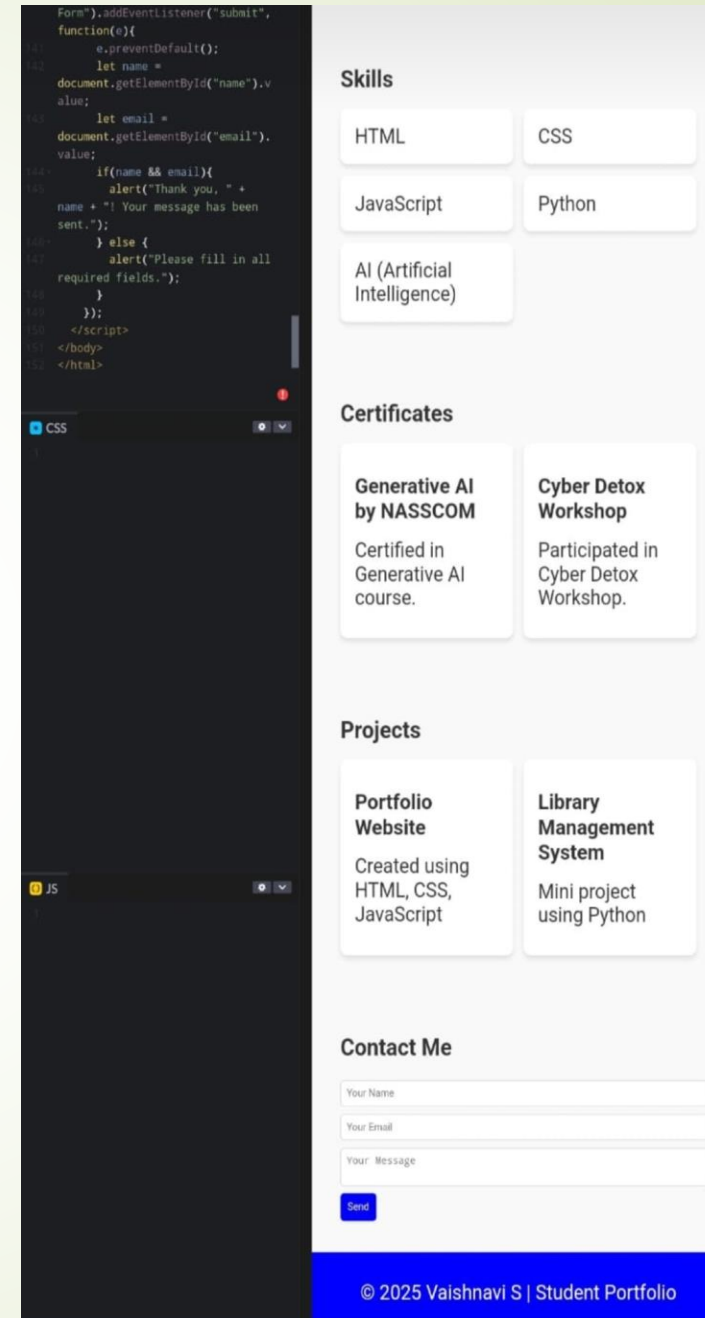 Form").addEventListener("submit",
function(e){
141 e.preventDefault();
142 let name =
document.getElementById("name").v
alue;
143 let email =
document.getElementById("email").
value;
144 if(name && email){
145 alert("Thank you, " +
name + "! Your message has been
sent.");
146 } else {
147 alert("Please fill in all
required fields.");
148 }
149 });
150 </script>
151 </body>
152 </html>
CSS
1
JS
1
Skills
HTML
CSS
JavaScript
Python
AI (Artificial
Intelligence)
Certificates
Generative AI
by NASSCOM
Certified in
Generative AI
course.
Cyber Detox
Workshop
Participated in
Cyber Detox
Workshop.
Projects
Portfolio
Website
Created using
HTML, CSS,
JavaScript
Library
Management
System
Mini project
using Python
Contact Me
Your Name
Your Email
Your Message
Send
© 2025 Vaishnavi S | Student Portfolio